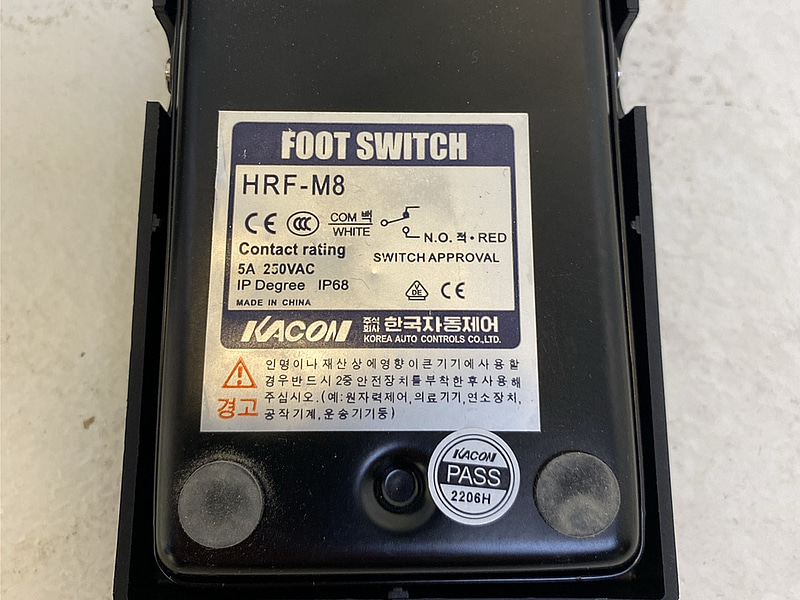 FOOT SWITCH
HRF-M8
CE CCC COM 백 WHITE
N.O. 적·RED
Contact rating
SWITCH APPROVAL
5A 250VAC
IP Degree IP68
VDE CE
MADE IN CHINA
KACON 주식회사 한국자동제어
KOREA AUTO CONTROLS CO.,LTD.
인명이나 재산상에영향이큰기기에사용할
경우반드시 2중안전장치를부착한후사용해
주십시오.(예:원자력제어,의료기기,연소장치,
공작기계,운송기기등)
경고
KACON
PASS
2206H